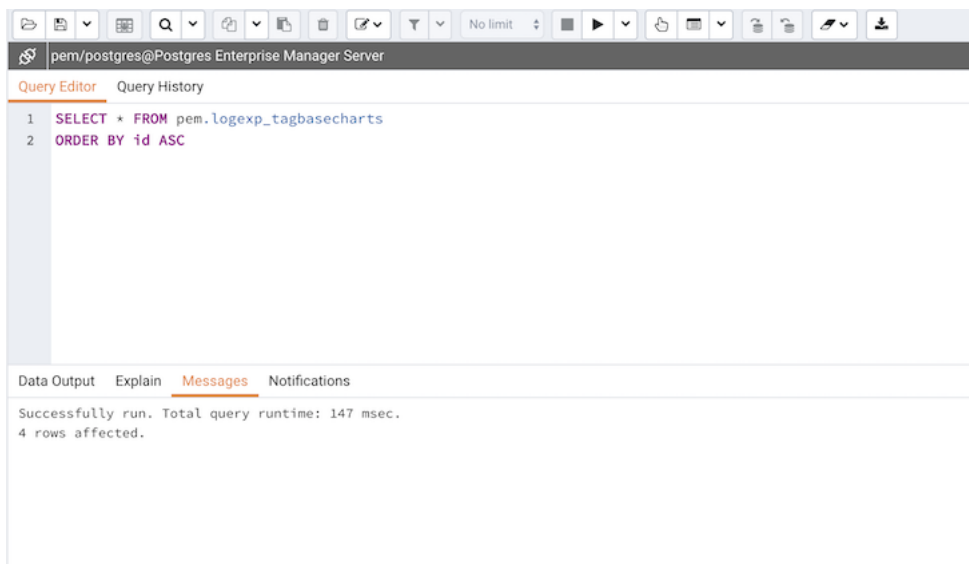 No limit
pem/postgres@Postgres Enterprise Manager Server
Query Editor Query History
1 SELECT * FROM pem.logexp_tagbasecharts
2 ORDER BY id ASC
Data Output Explain Messages Notifications
Successfully run. Total query runtime: 147 msec.
4 rows affected.